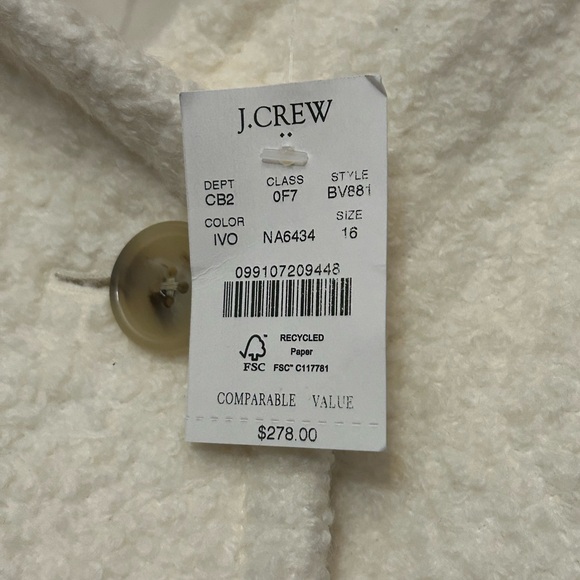 J.CREW
DEPT CLASS STYLE
CB2 0F7 BV881
COLOR SIZE
IVO NA6434 16
099107209448
RECYCLED
Paper
FSC™ C117781
FSC
COMPARABLE VALUE
$278.00